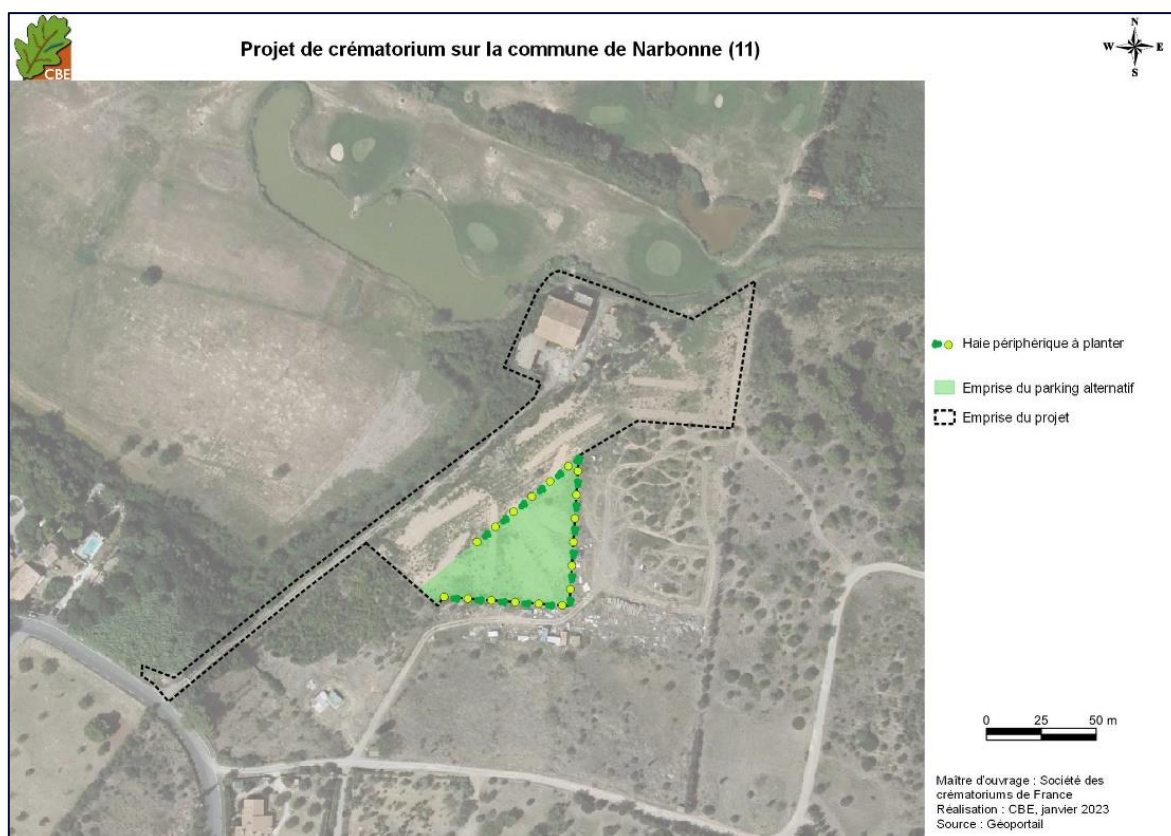 CBE
Projet de crématorium sur la commune de Narbonne (11)
N
W E
S
Haie périphérique à planter
Emprise du parking alternatif
Emprise du projet
0 25 50 m
Maître d'ouvrage : Société des
crématoriums de France
Réalisation : CBE, janvier 2023
Source : Géoportail